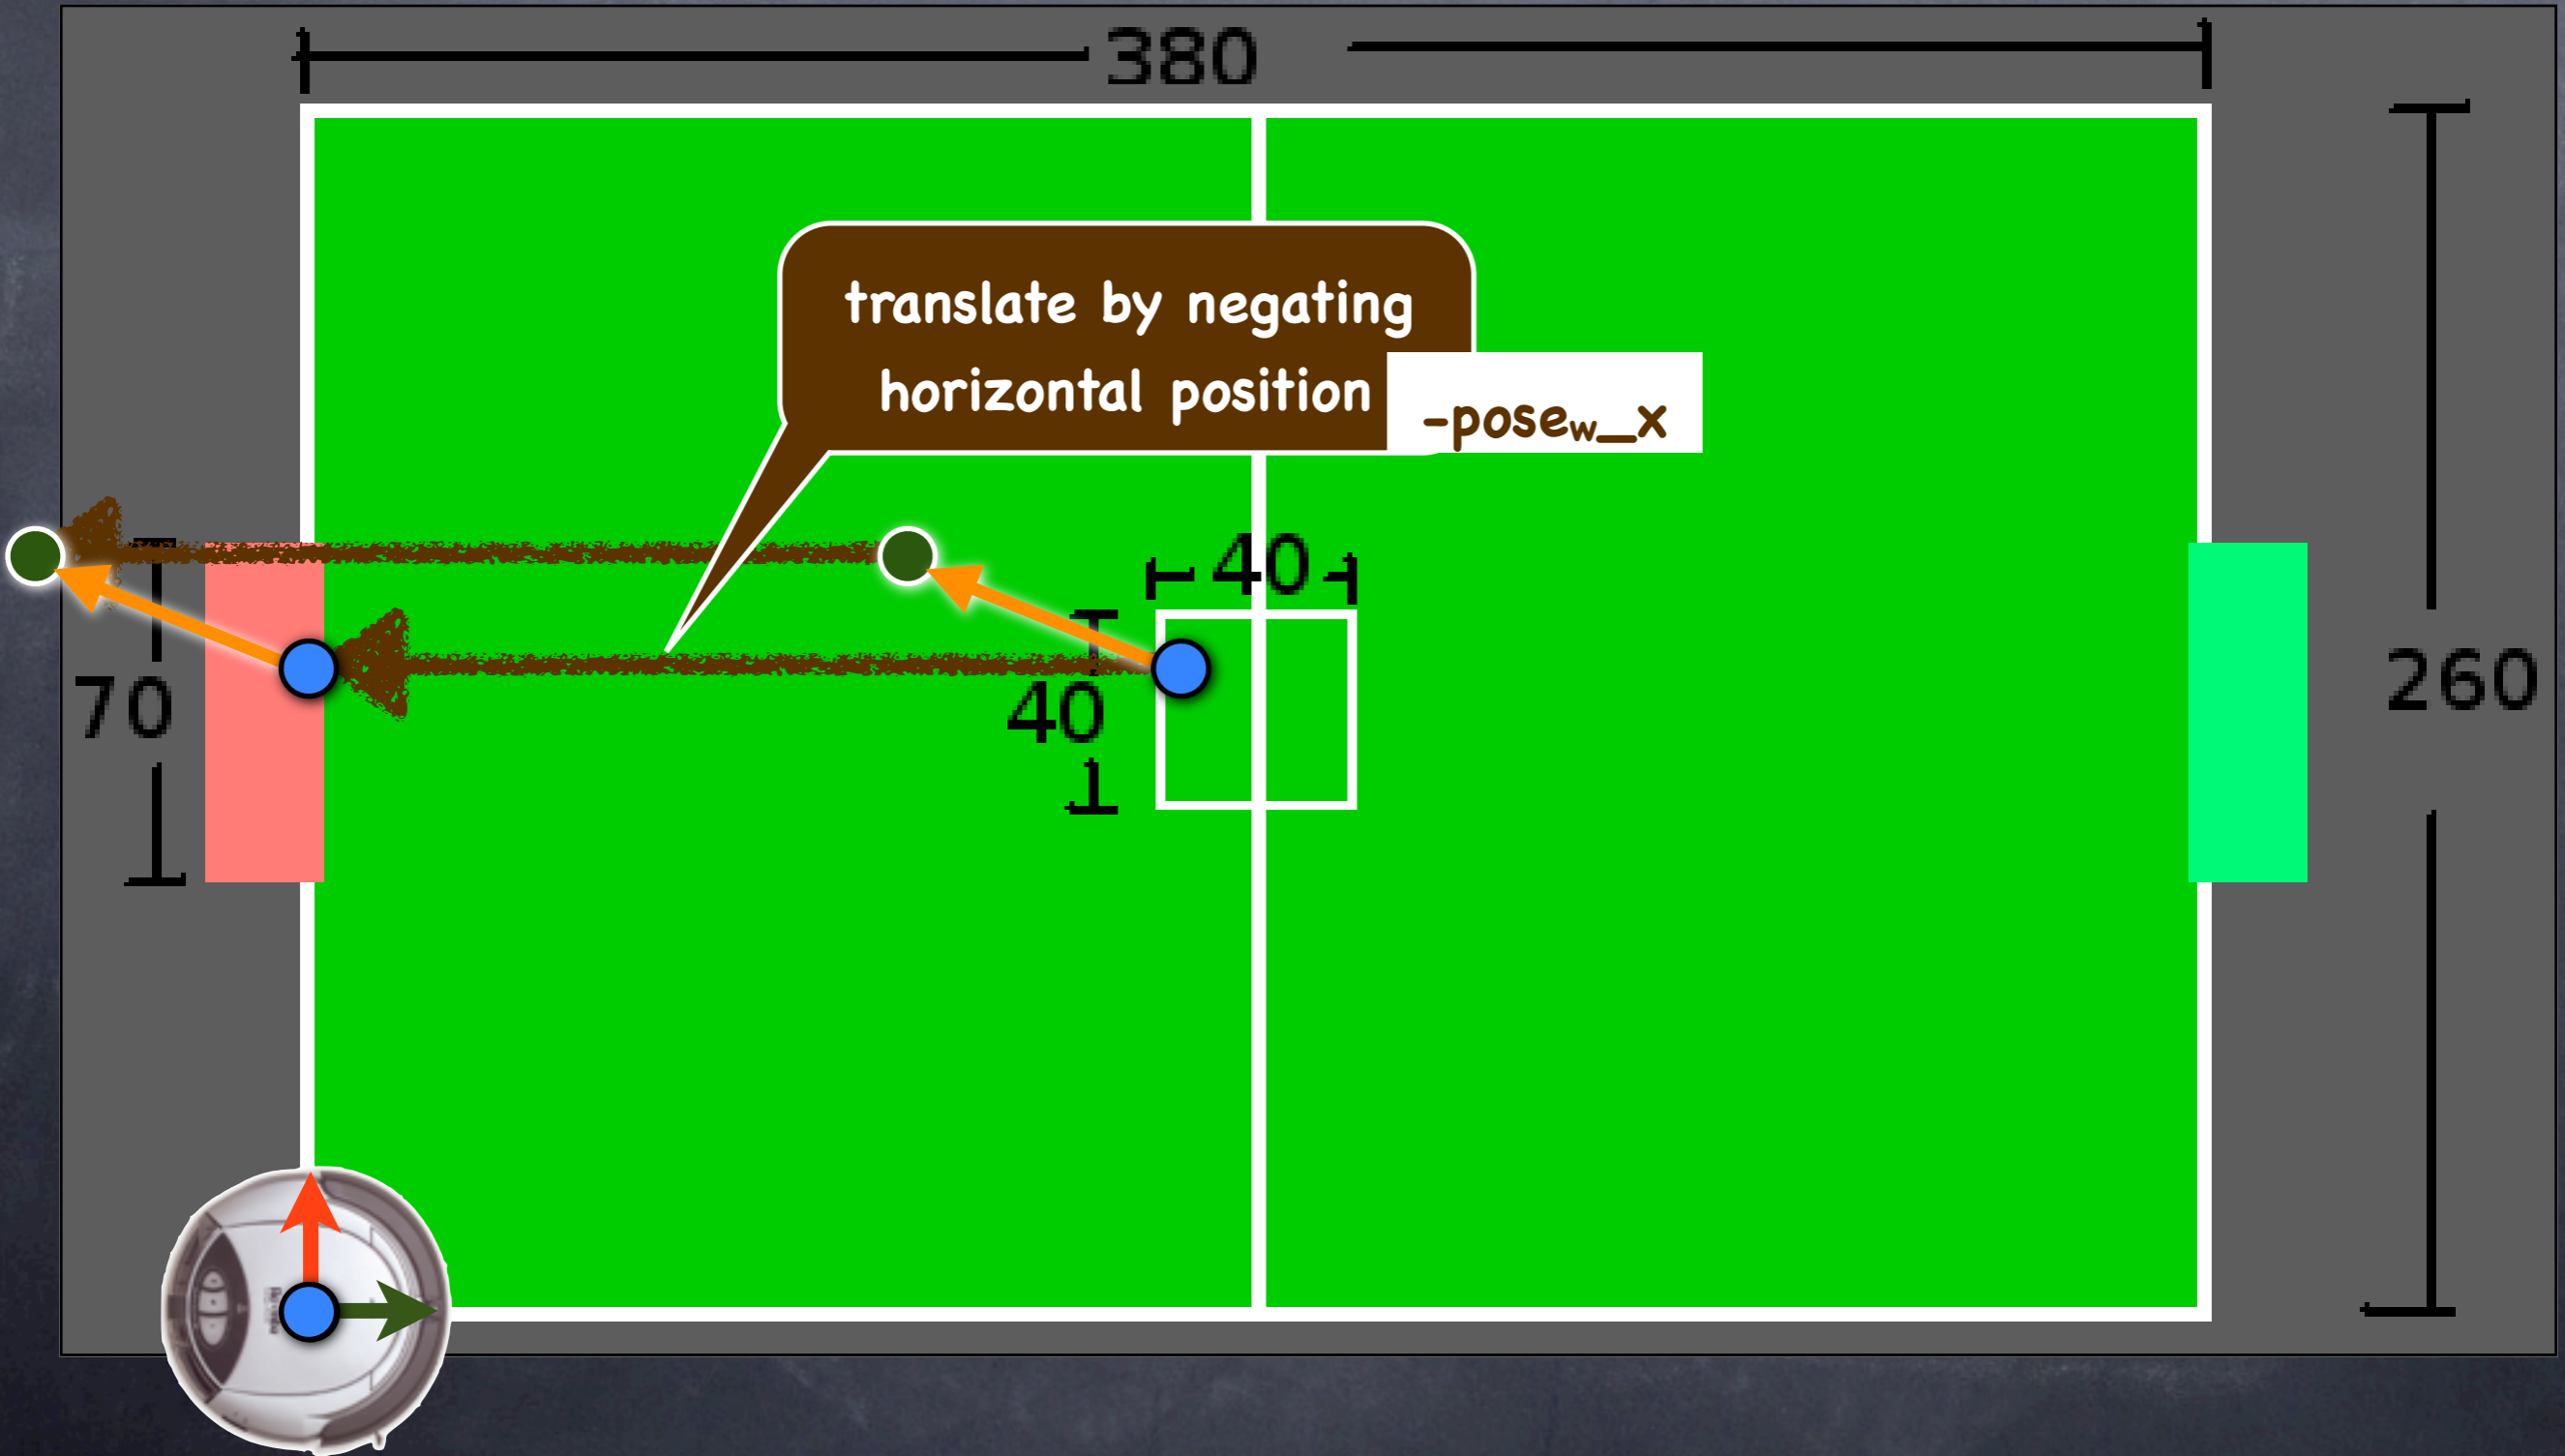 380
translate by negating
horizontal position
-posew_x
40
40
70
260